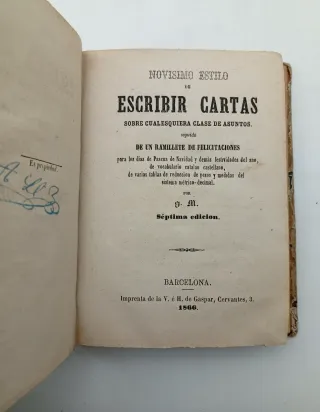 Es propiedad.
NOVISIMO ESTILO
DE
ESCRIBIR CARTAS
SOBRE CUALESQUIERA CLASE DE ASUNTOS.
seguido
DE UN RAMILLETE DE FELICITACIONES
para los dias de Pascua de Navidad y demás festividades del año,
de vocabulario catalan castellano,
de varias tablas de reduccion de pesos y medidas del
sistema métrico-decimal.
POR
P. M.
Séptima edicion.
BARCELONA.
Imprenta de la V. é H. de Gaspar, Cervantes, 3.
1866.